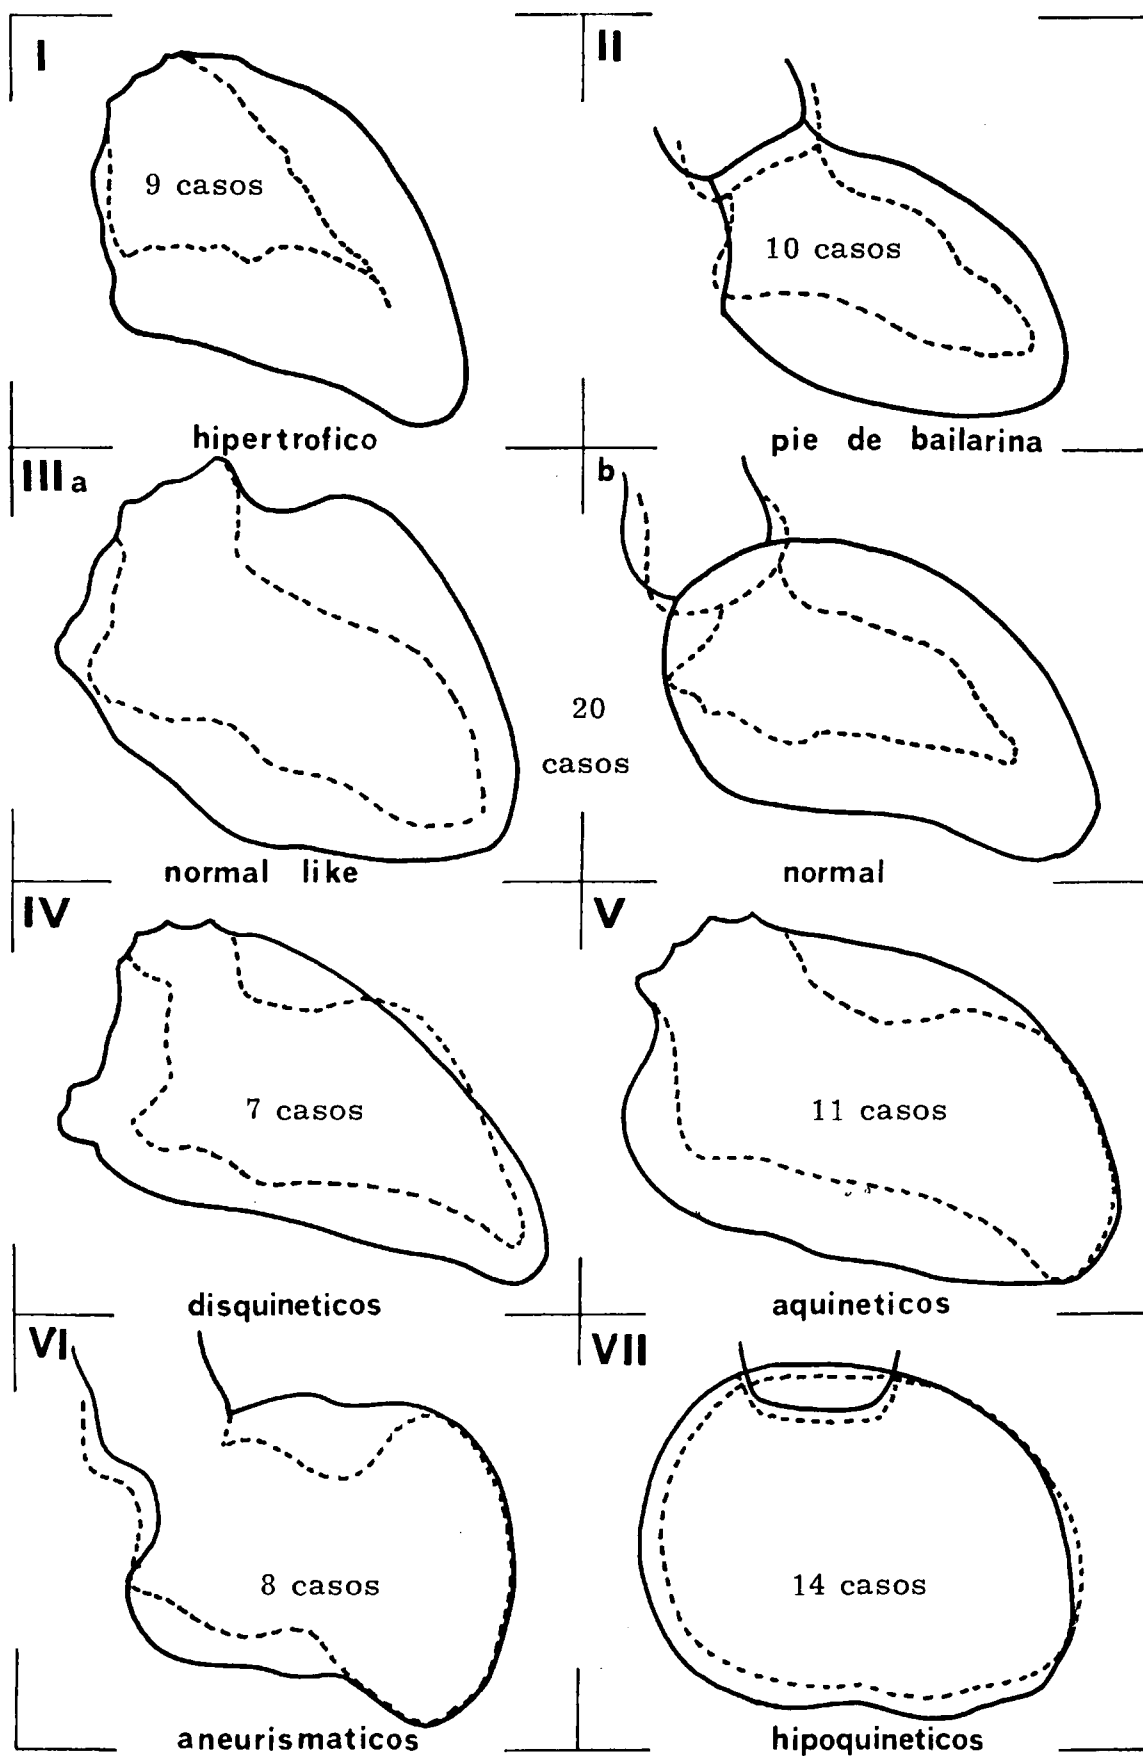 I
9 casos
hipertrofico
II
10 casos
pie de bailarina
III a
normal like
20
casos
b
normal
IV
7 casos
disquineticos
V
11 casos
aquineticos
VI
8 casos
aneurismaticos
VII
14 casos
hipoquineticos